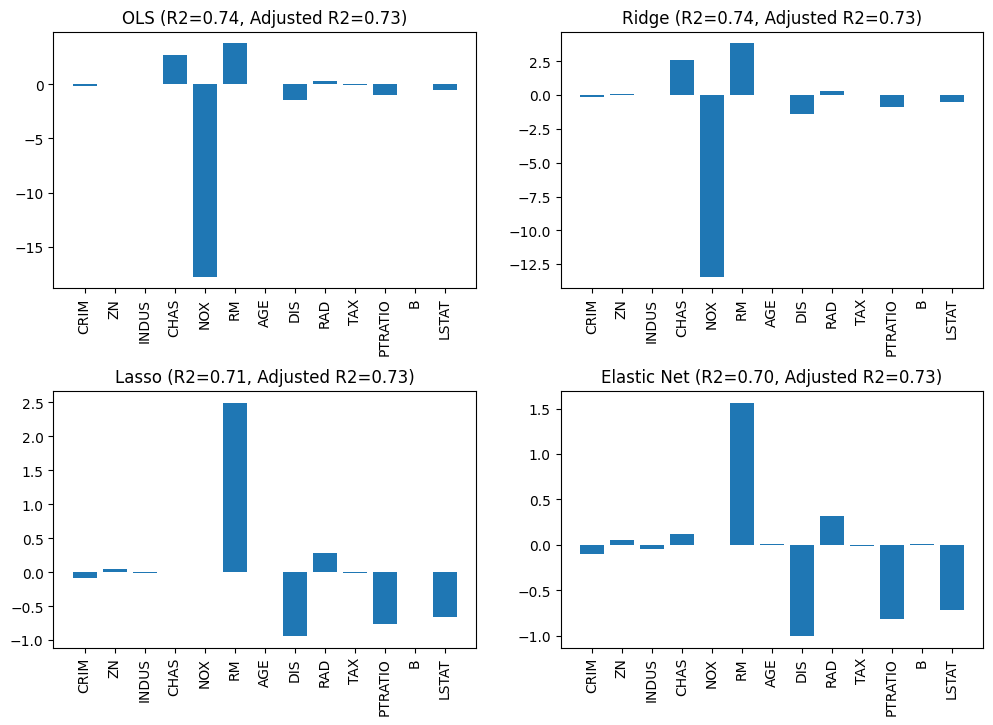 OLS (R2=0.74, Adjusted R2=0.73)
0
−5
−10
−15
CRIM
ZN
INDUS
CHAS
NOX
RM
AGE
DIS
RAD
TAX
PTRATIO
B
LSTAT
Ridge (R2=0.74, Adjusted R2=0.73)
2.5
0.0
−2.5
−5.0
−7.5
−10.0
−12.5
CRIM
ZN
INDUS
CHAS
NOX
RM
AGE
DIS
RAD
TAX
PTRATIO
B
LSTAT
Lasso (R2=0.71, Adjusted R2=0.73)
2.5
2.0
1.5
1.0
0.5
0.0
−0.5
−1.0
CRIM
ZN
INDUS
CHAS
NOX
RM
AGE
DIS
RAD
TAX
PTRATIO
B
LSTAT
Elastic Net (R2=0.70, Adjusted R2=0.73)
1.5
1.0
0.5
0.0
−0.5
−1.0
CRIM
ZN
INDUS
CHAS
NOX
RM
AGE
DIS
RAD
TAX
PTRATIO
B
LSTAT